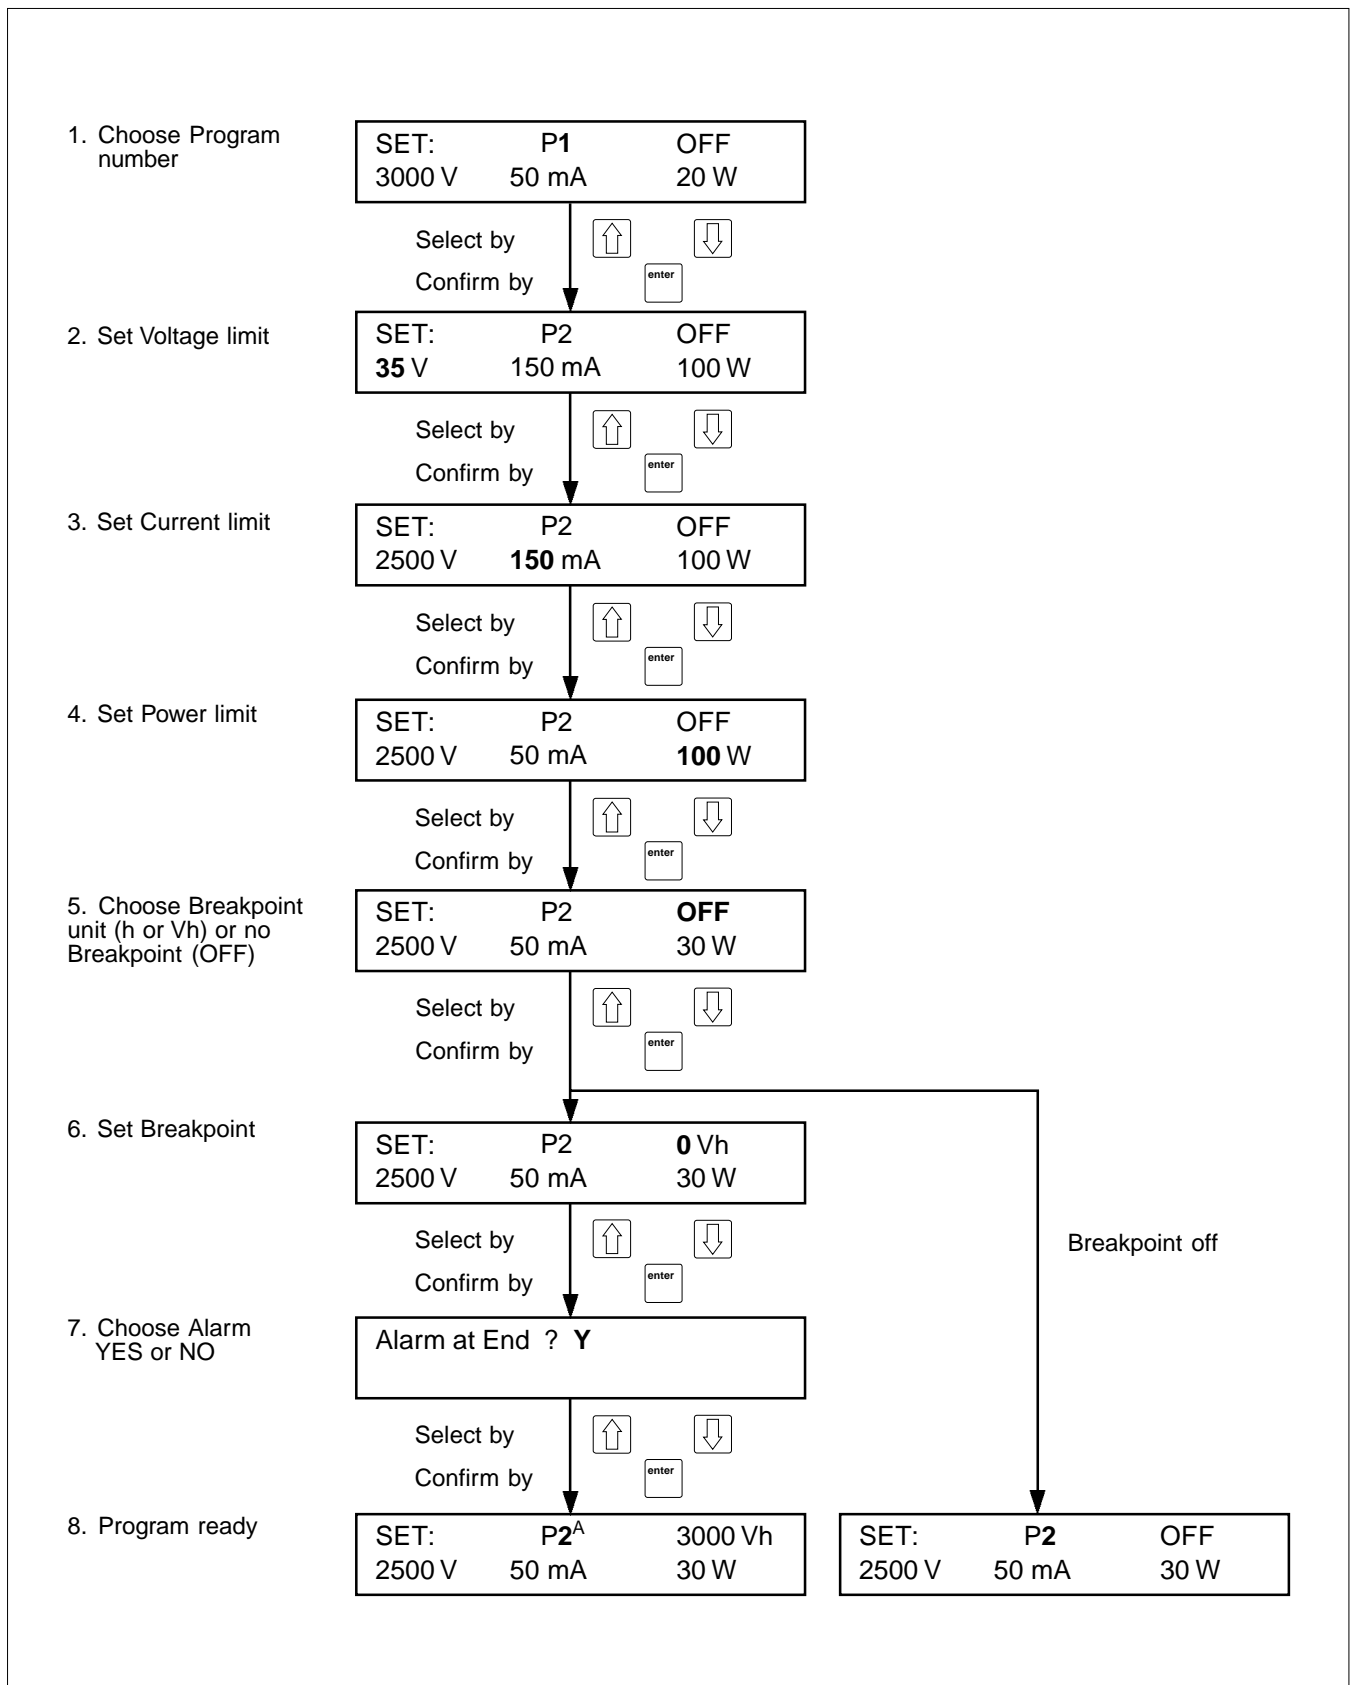 1. Choose Program
number
SET: P1 OFF
3000 V 50 mA 20 W
Select by
Confirm by enter
2. Set Voltage limit
SET: P2 OFF
35 V 150 mA 100 W
Select by
Confirm by enter
3. Set Current limit
SET: P2 OFF
2500 V 150 mA 100 W
Select by
Confirm by enter
4. Set Power limit
SET: P2 OFF
2500 V 50 mA 100 W
Select by
Confirm by enter
5. Choose Breakpoint
unit (h or Vh) or no
Breakpoint (OFF)
SET: P2 OFF
2500 V 50 mA 30 W
Select by
Confirm by enter
6. Set Breakpoint
SET: P2 0 Vh
2500 V 50 mA 30 W
Select by
Confirm by enter
Breakpoint off
7. Choose Alarm
YES or NO
Alarm at End ? Y
Select by
Confirm by enter
8. Program ready
SET: P2A 3000 Vh
2500 V 50 mA 30 W
SET: P2 OFF
2500 V 50 mA 30 W